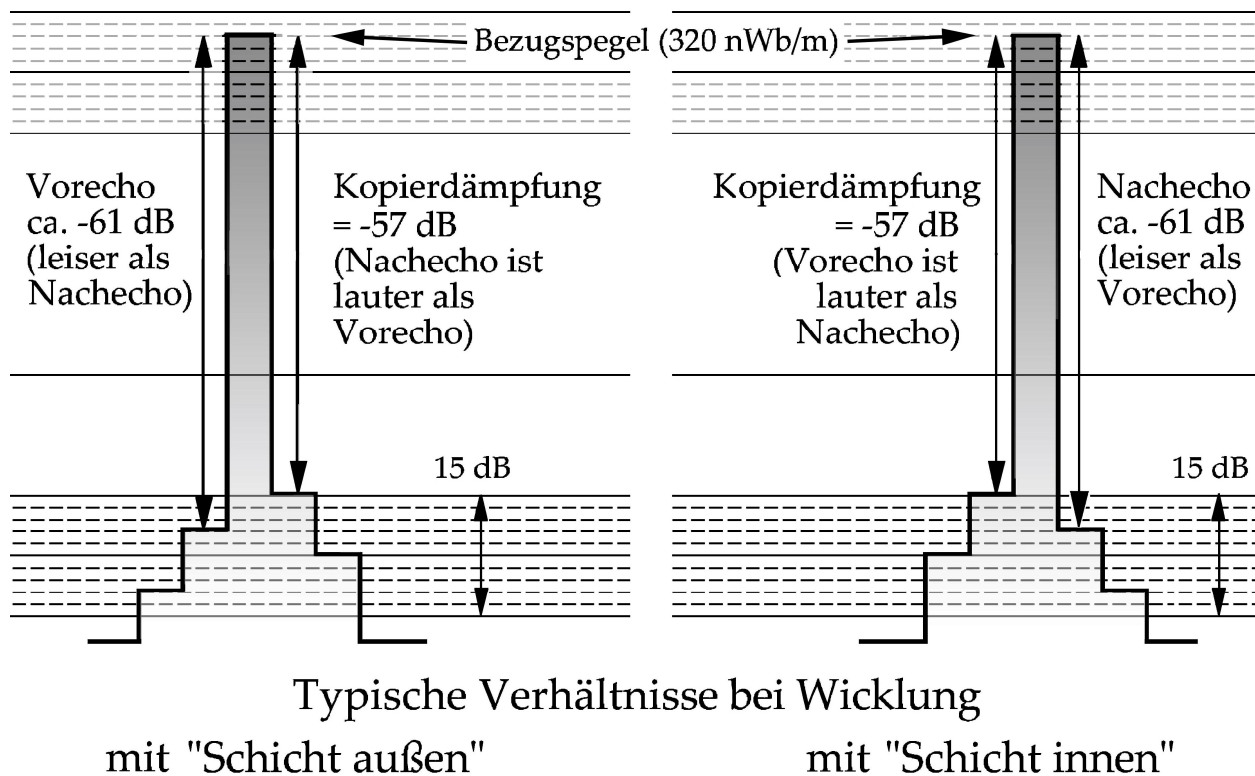 Bezugspegel (320 nWb/m)
Vorecho
ca. -61 dB
(leiser als
Nachecho)
Kopierdämpfung
= -57 dB
(Nachecho ist
lauter als
Vorecho)
15 dB
Kopierdämpfung
= -57 dB
(Vorecho ist
lauter als
Nachecho)
Nachecho
ca. -61 dB
(leiser als
Vorecho)
15 dB
Typische Verhältnisse bei Wicklung
mit "Schicht außen"
mit "Schicht innen"